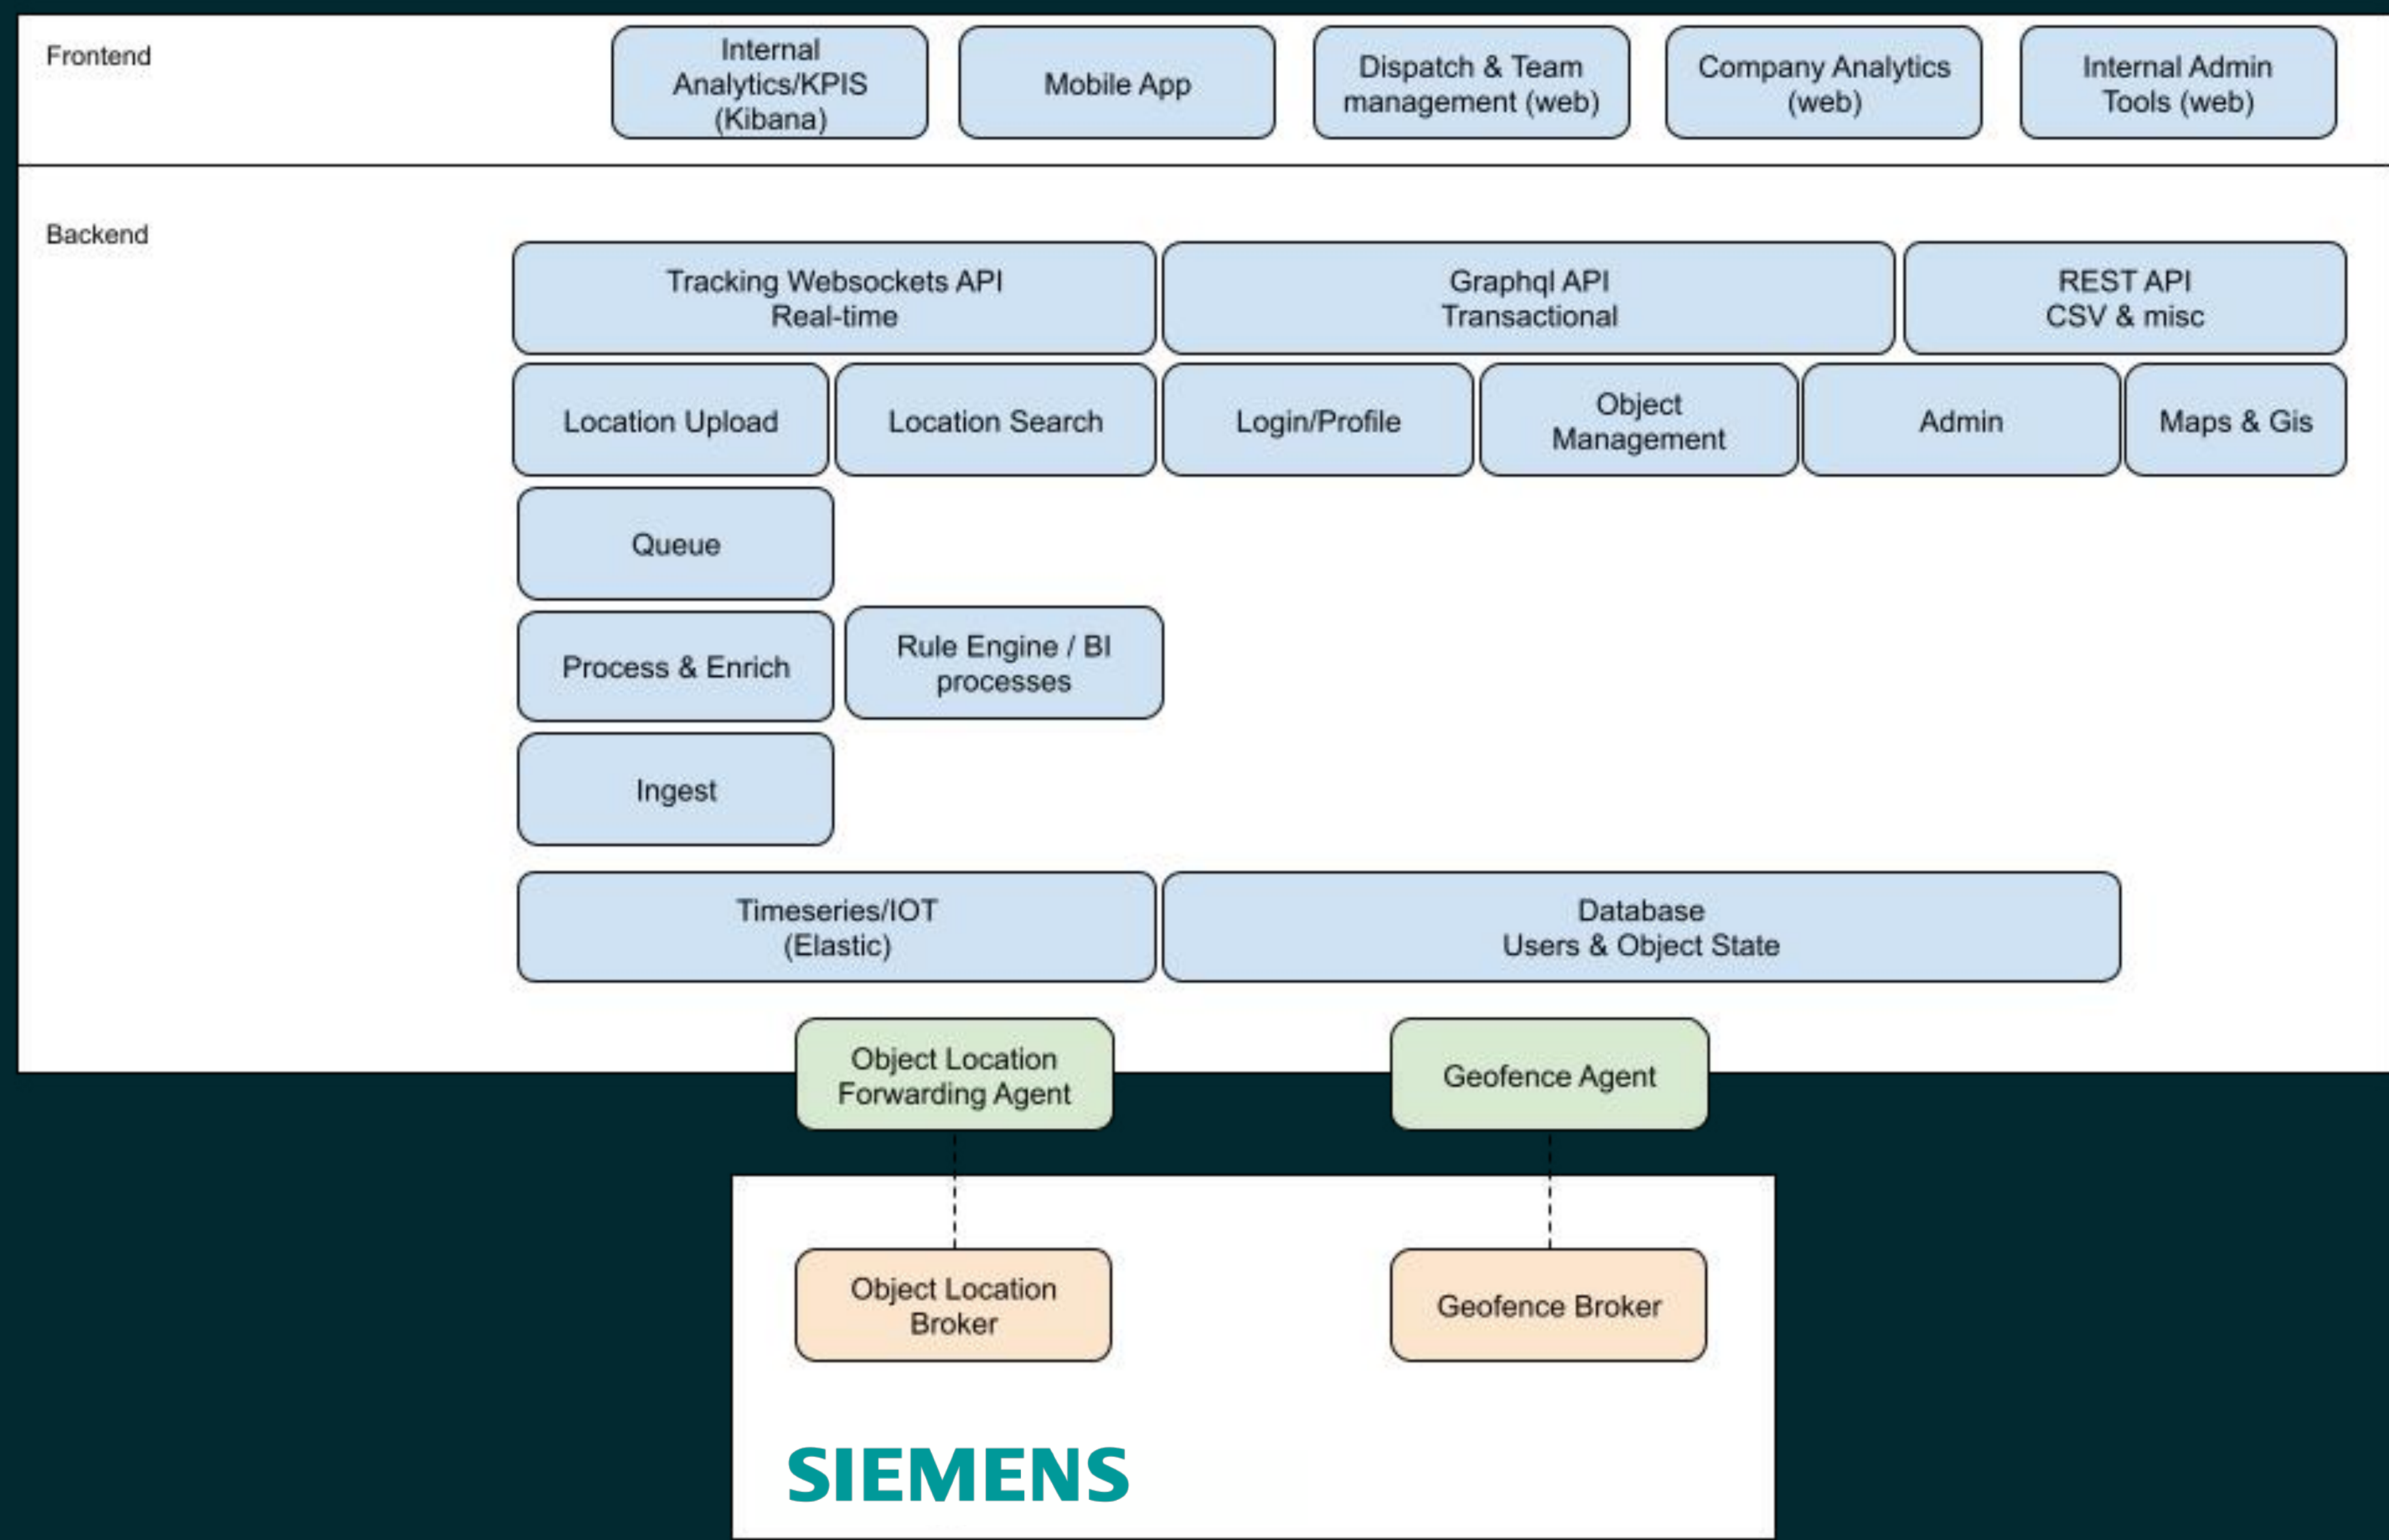 Frontend
Internal
Analytics/KPIS
(Kibana)
Mobile App
Dispatch & Team
management (web)
Company Analytics
(web)
Internal Admin
Tools (web)
Backend
Tracking Websockets API
Real-time
Graphql API
Transactional
REST API
CSV & misc
Location Upload
Location Search
Login/Profile
Object
Management
Admin
Maps & Gis
Queue
Process & Enrich
Rule Engine / BI
processes
Ingest
Timeseries/IOT
(Elastic)
Database
Users & Object State
Object Location
Forwarding Agent
Geofence Agent
Object Location
Broker
Geofence Broker
SIEMENS